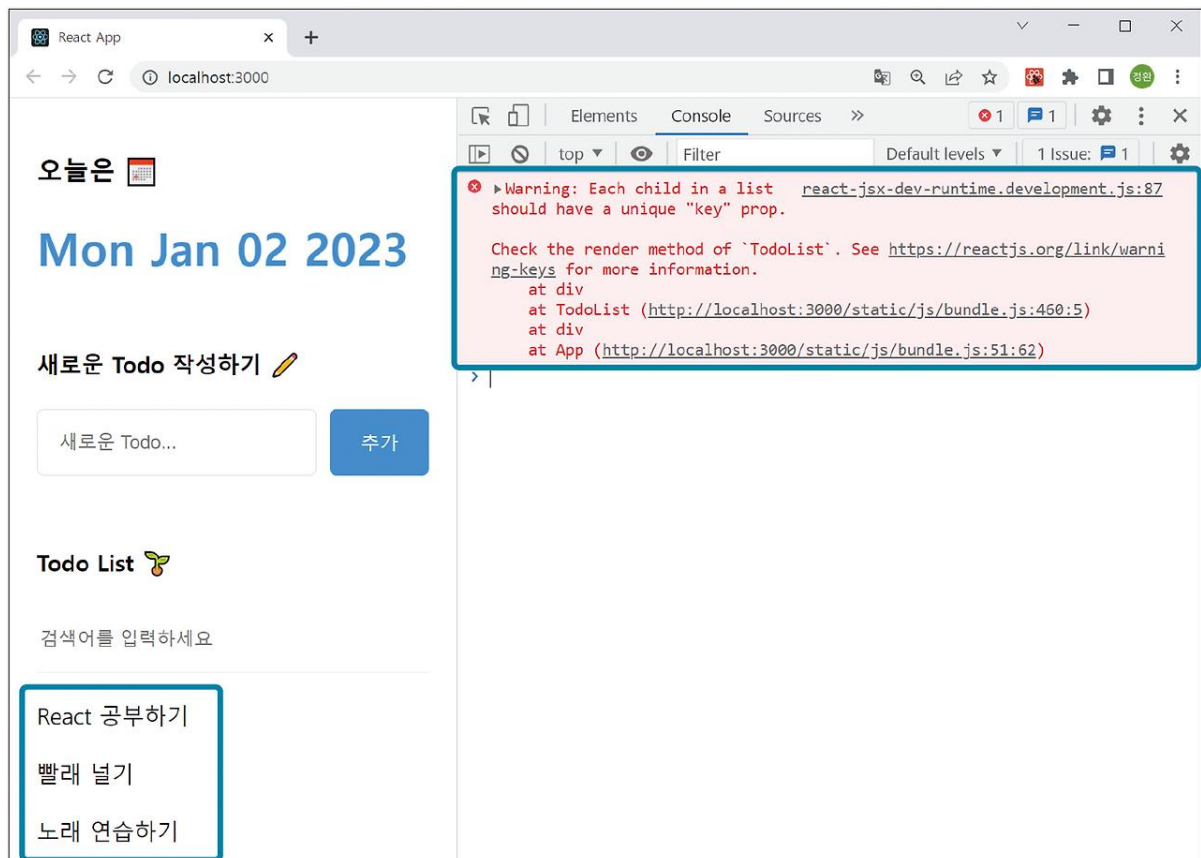 React App
localhost:3000
정환
오늘은
Mon Jan 02 2023
새로운 Todo 작성하기
새로운 Todo...
추가
Todo List
검색어를 입력하세요
React 공부하기
빨래 널기
노래 연습하기
Elements Console Sources » 1 1
top ▼ Filter Default levels ▼ 1 Issue: 1
▶Warning: Each child in a list react-jsx-dev-runtime.development.js:87
should have a unique "key" prop.
Check the render method of `TodoList`. See https://reactjs.org/link/warni
ng-keys for more information.
at div
at TodoList (http://localhost:3000/static/js/bundle.js:460:5)
at div
at App (http://localhost:3000/static/js/bundle.js:51:62)
>